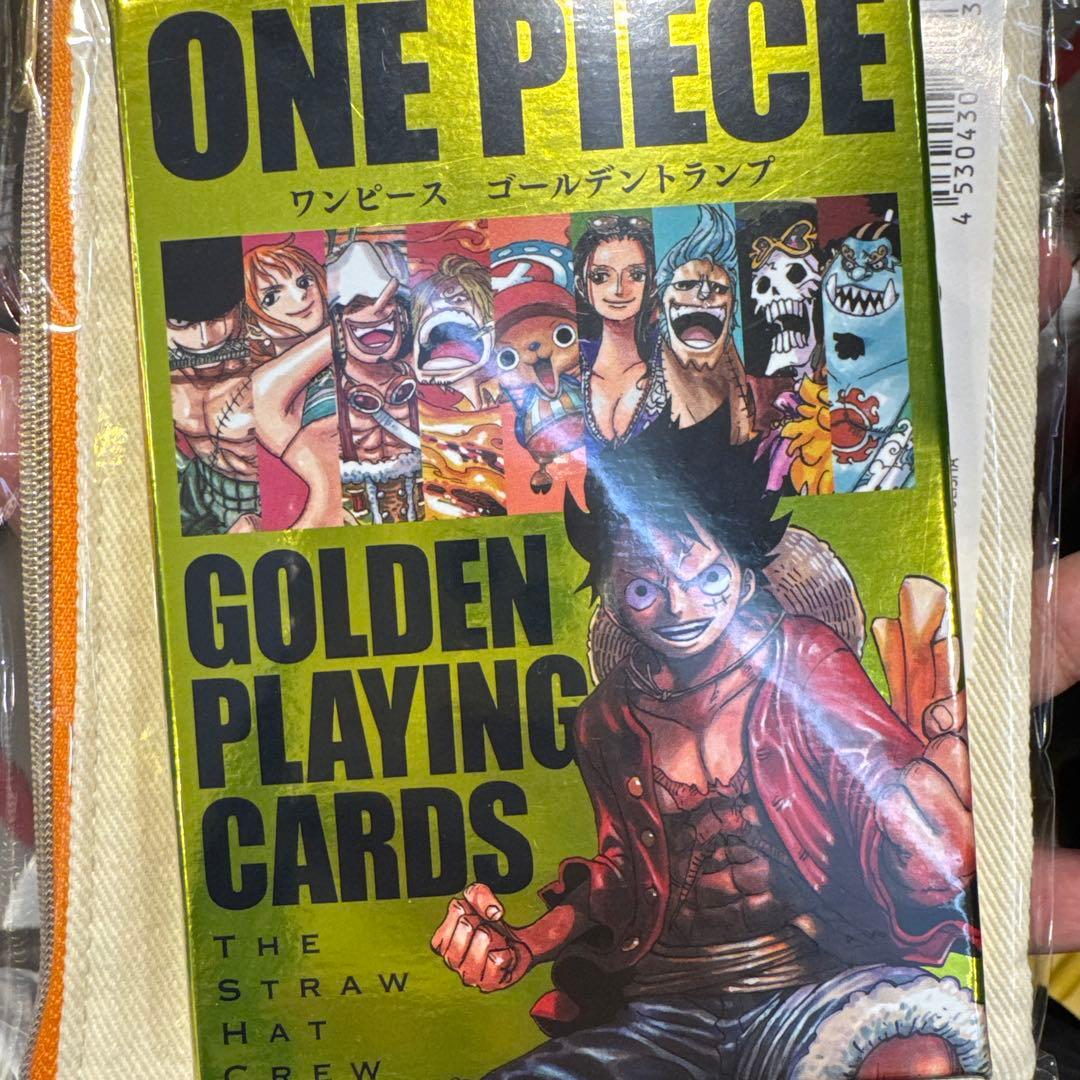 ONE PIECE
ワンピース ゴールデントランプ
GOLDEN
PLAYING
CARDS
THE
STRAW
HAT
CREW
4 530430